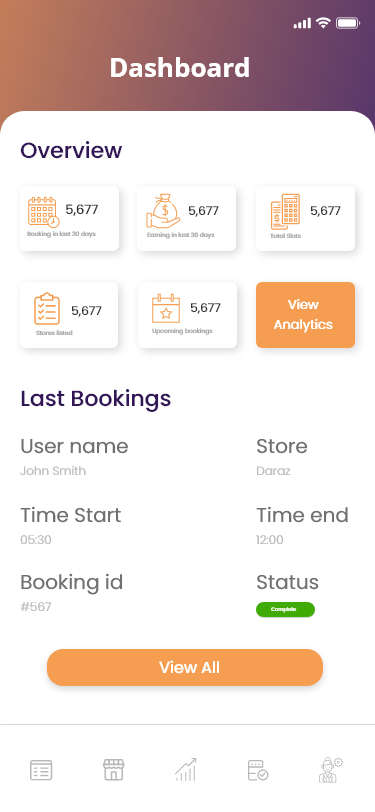 Dashboard
Overview
5,677
Booking in last 30 days
5,677
Earning in last 30 days
5,677
Total Slots
5,677
Stores listed
5,677
Upcoming bookings
View
Analytics
Last Bookings
User name
Store
John Smith
Daraz
Time Start
Time end
05:30
12:00
Booking id
Status
#567
Complete
View All